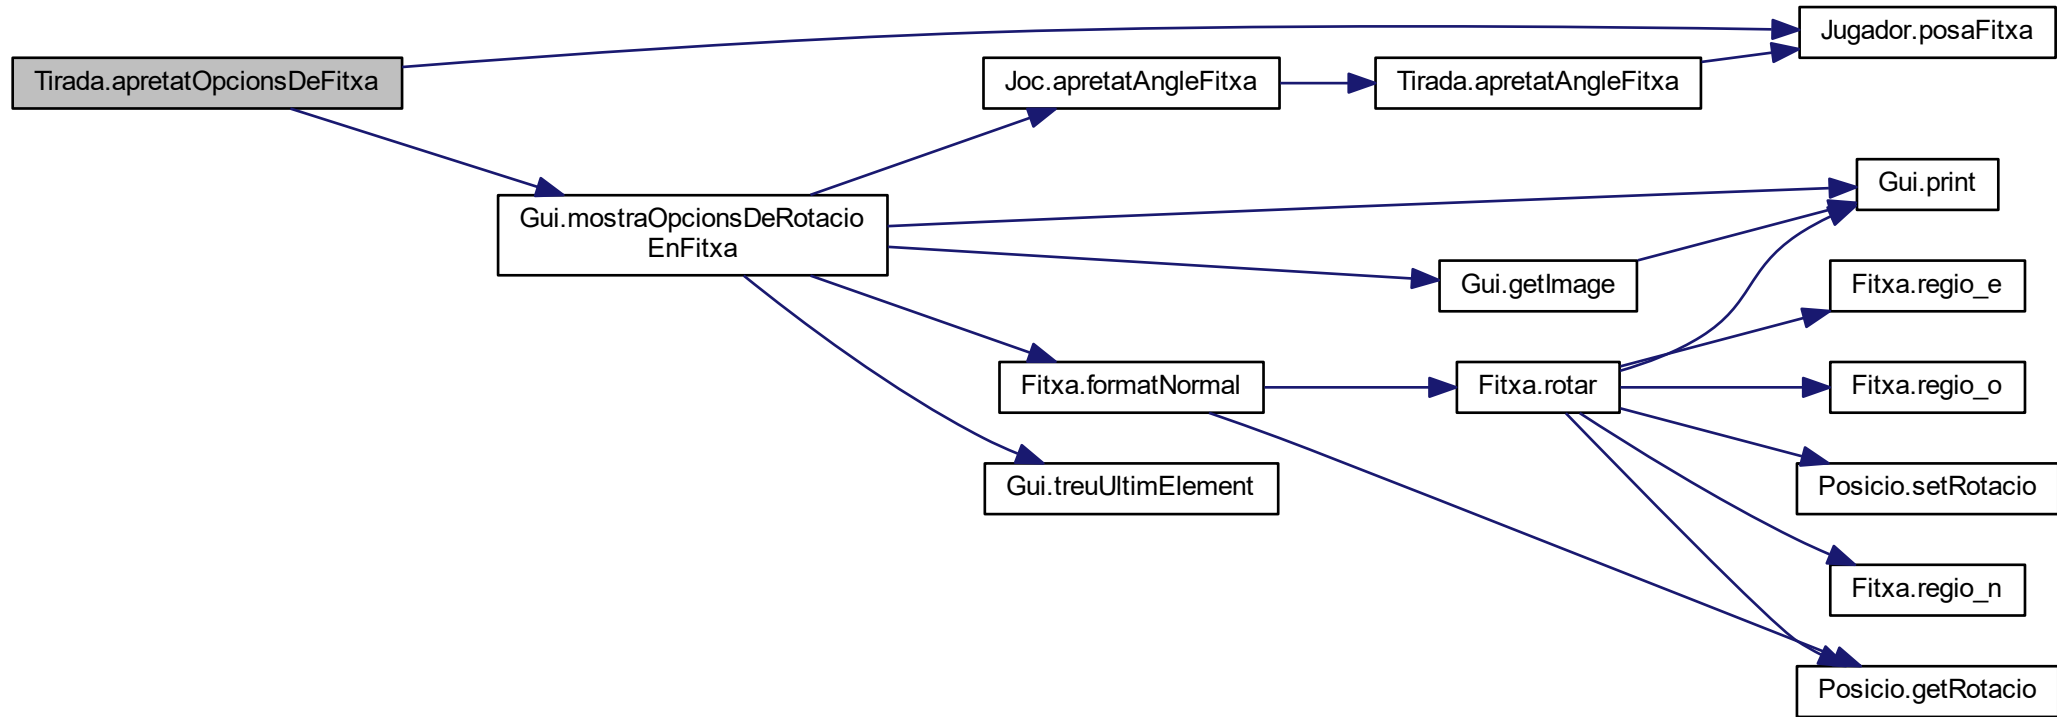 Jugador.posaFitxa
Tirada.apretatOpcionsDeFitxa
Joc.apretatAngleFitxa
Tirada.apretatAngleFitxa
Gui.print
Gui.mostraOpcionsDeRotacio
EnFitxa
Gui.getImage
Fitxa.regio_e
Fitxa.formatNormal
Fitxa.rotar
Fitxa.regio_o
Gui.treuUltimElement
Posicio.setRotacio
Fitxa.regio_n
Posicio.getRotacio